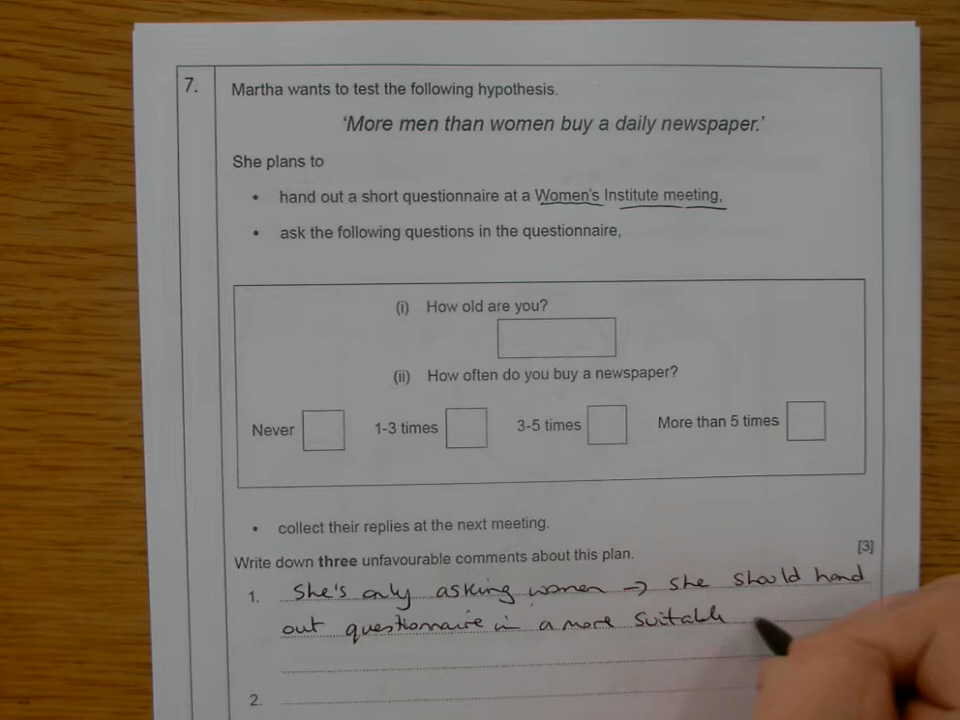 7. Martha wants to test the following hypothesis.
‘More men than women buy a daily newspaper.’
She plans to
• hand out a short questionnaire at a Women's Institute meeting,
• ask the following questions in the questionnaire,
(i) How old are you?
(ii) How often do you buy a newspaper?
Never 1-3 times 3-5 times More than 5 times
• collect their replies at the next meeting.
Write down three unfavourable comments about this plan. [3]
1. She's only asking women → she should hand
out questionnaire in a more suitable
2.